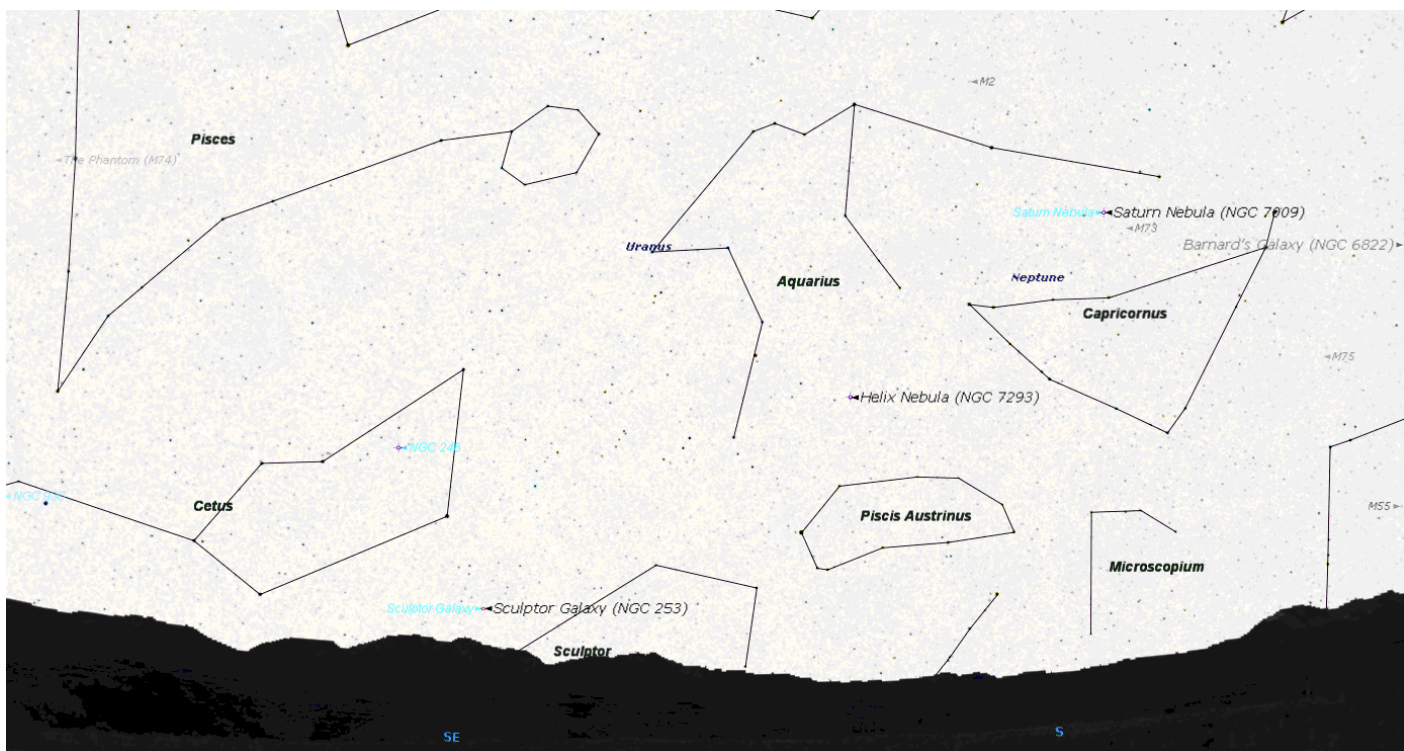 M2
Pisces
The Phantom (M74)
Saturn Nebula
Saturn Nebula (NGC 7009)
M73
Uranus
Barnard's Galaxy (NGC 6822)
Aquarius
Neptune
Capricornus
M75
Helix Nebula (NGC 7293)
NGC 246
Cetus
M55
Piscis Austrinus
Microscopium
Sculptor Galaxy
Sculptor Galaxy (NGC 253)
Sculptor
SE
S